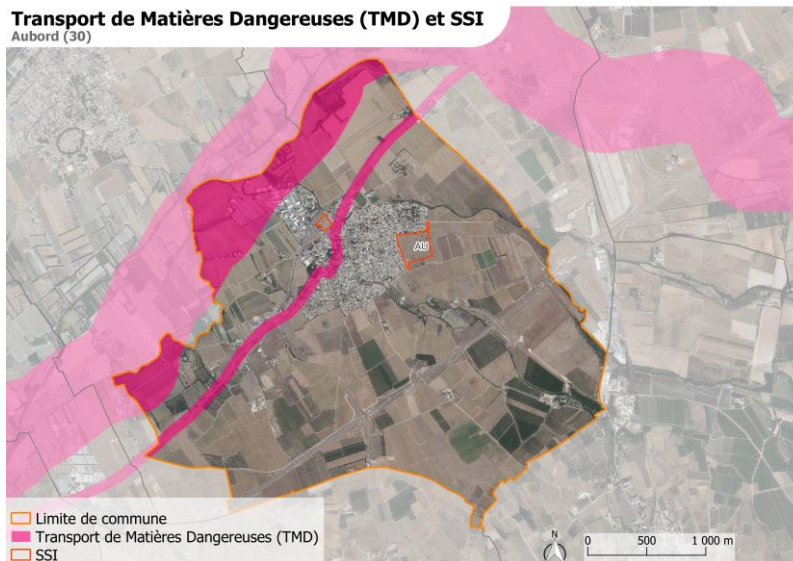 Transport de Matières Dangereuses (TMD) et SSI
Aubord (30)
AU
Limite de commune
Transport de Matières Dangereuses (TMD)
SSI
N
0 500 1 000 m